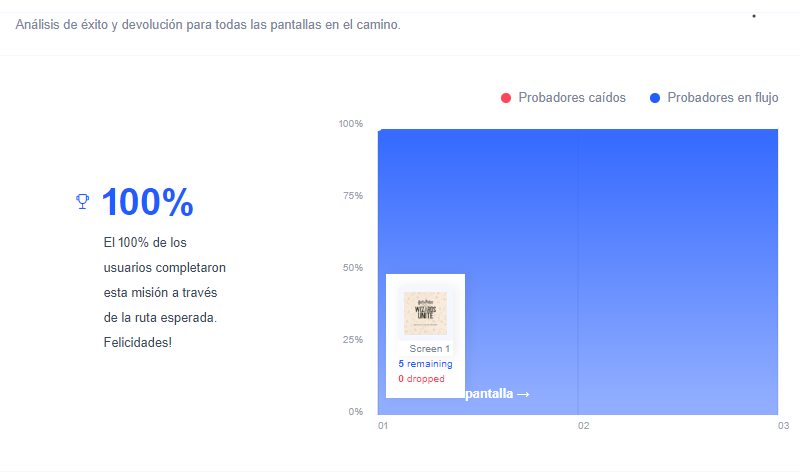 Análisis de éxito y devolución para todas las pantallas en el camino.
Probadores caídos
Probadores en flujo
100%
75%
50%
25%
0%
100%
El 100% de los
usuarios completaron
esta misión a través
de la ruta esperada.
Felicidades!
WIZARDS
UNITE
Screen 1
5 remaining
0 dropped
pantalla →
01
02
03